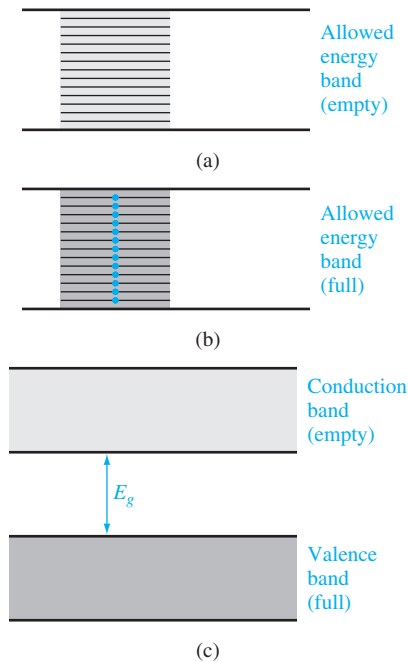 Allowed
energy
band
(empty)
(a)
Allowed
energy
band
(full)
(b)
Conduction
band
(empty)
E_g
Valence
band
(full)
(c)